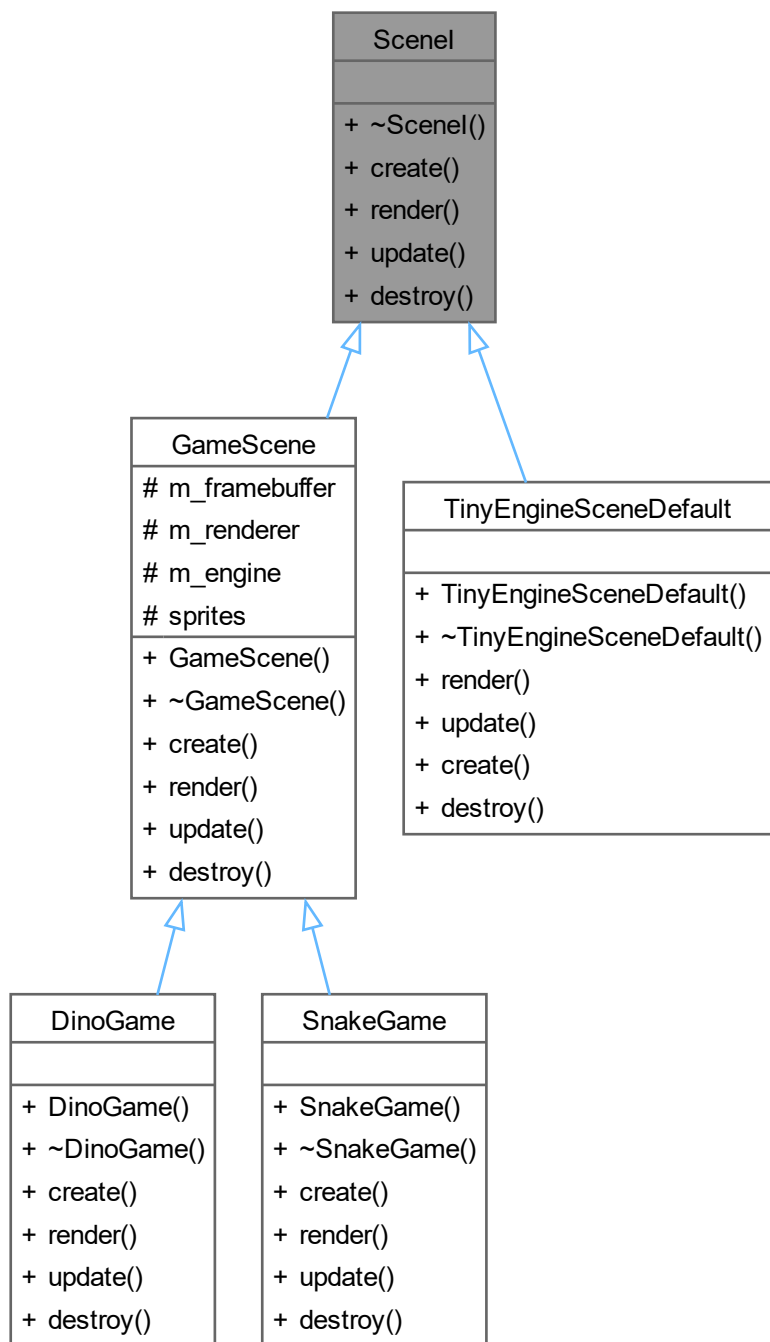 SceneI
+ ~SceneI()
+ create()
+ render()
+ update()
+ destroy()
GameScene
# m_framebuffer
# m_renderer
# m_engine
# sprites
+ GameScene()
+ ~GameScene()
+ create()
+ render()
+ update()
+ destroy()
TinyEngineSceneDefault
+ TinyEngineSceneDefault()
+ ~TinyEngineSceneDefault()
+ render()
+ update()
+ create()
+ destroy()
DinoGame
+ DinoGame()
+ ~DinoGame()
+ create()
+ render()
+ update()
+ destroy()
SnakeGame
+ SnakeGame()
+ ~SnakeGame()
+ create()
+ render()
+ update()
+ destroy()